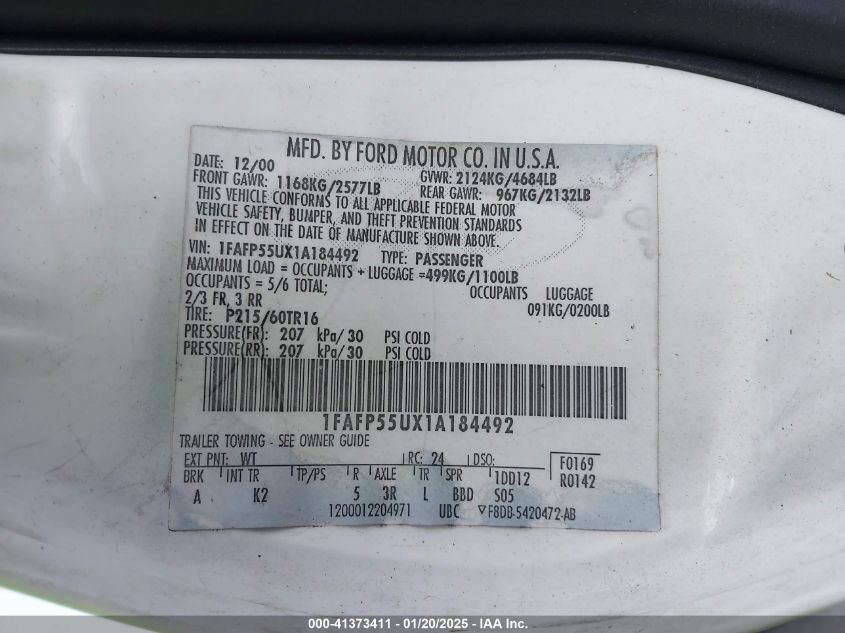 MFD. BY FORD MOTOR CO. IN U.S.A.
DATE: 12/00 GVWR: 2124KG/4684LB
FRONT GAWR: 1168KG/2577LB REAR GAWR: 967KG/2132LB
THIS VEHICLE CONFORMS TO ALL APPLICABLE FEDERAL MOTOR
VEHICLE SAFETY, BUMPER, AND THEFT PREVENTION STANDARDS
IN EFFECT ON THE DATE OF MANUFACTURE SHOWN ABOVE.
VIN: 1FAFP55UX1A184492 TYPE: PASSENGER
MAXIMUM LOAD = OCCUPANTS + LUGGAGE =499KG/1100LB
OCCUPANTS = 5/6 TOTAL; OCCUPANTS LUGGAGE
2/3 FR, 3 RR 091KG/0200LB
TIRE: P215/60TR16
PRESSURE(FR): 207 kPa/30 PSI COLD
PRESSURE(RR): 207 kPa/30 PSI COLD
1FAFP55UX1A184492
TRAILER TOWING - SEE OWNER GUIDE
EXT PNT: WT RC: 24 DSO: F0169
BRK INT TR TP/PS R AXLE TR SPR 1DD12 R0142
A K2 5 3R L BBD S05
1200012204971 UBC F8DB-5420472-AB
000-41373411 - 01/20/2025 - IAA Inc.